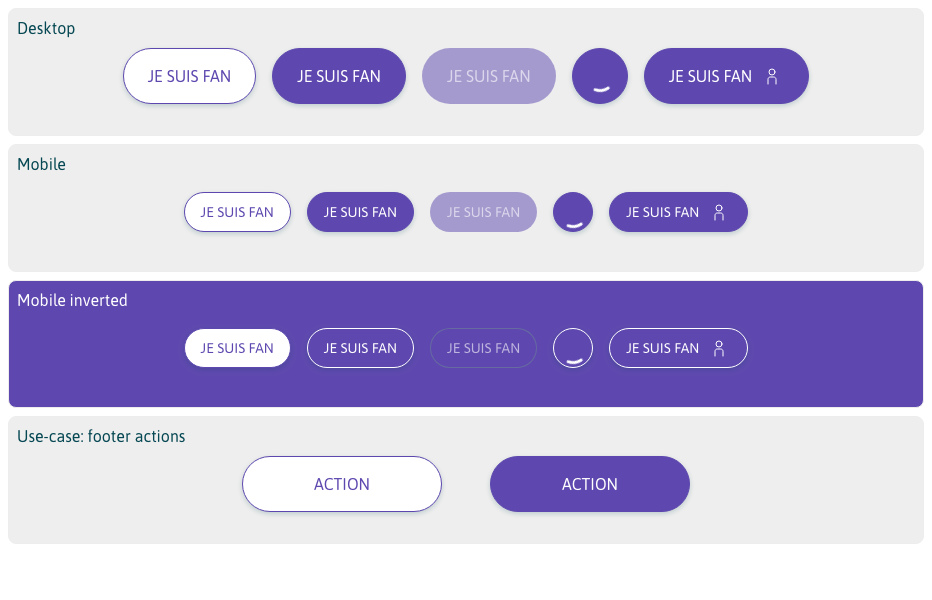 Desktop
JE SUIS FAN JE SUIS FAN JE SUIS FAN JE SUIS FAN
Mobile
JE SUIS FAN JE SUIS FAN JE SUIS FAN JE SUIS FAN
Mobile inverted
JE SUIS FAN JE SUIS FAN JE SUIS FAN JE SUIS FAN
Use-case: footer actions
ACTION ACTION